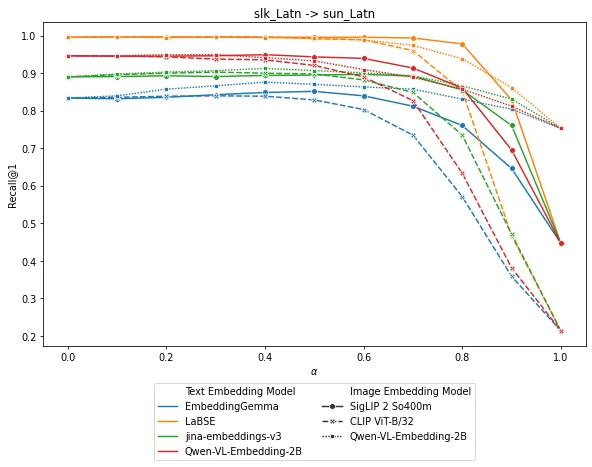 slk_Latn -> sun_Latn
Recall@1
1.0
0.9
0.8
0.7
0.6
0.5
0.4
0.3
0.2
0.0 0.2 0.4 0.6 0.8 1.0
α
Text Embedding Model Image Embedding Model
EmbeddingGemma SigLIP 2 So400m
LaBSE CLIP ViT-B/32
jina-embeddings-v3 Qwen-VL-Embedding-2B
Qwen-VL-Embedding-2B